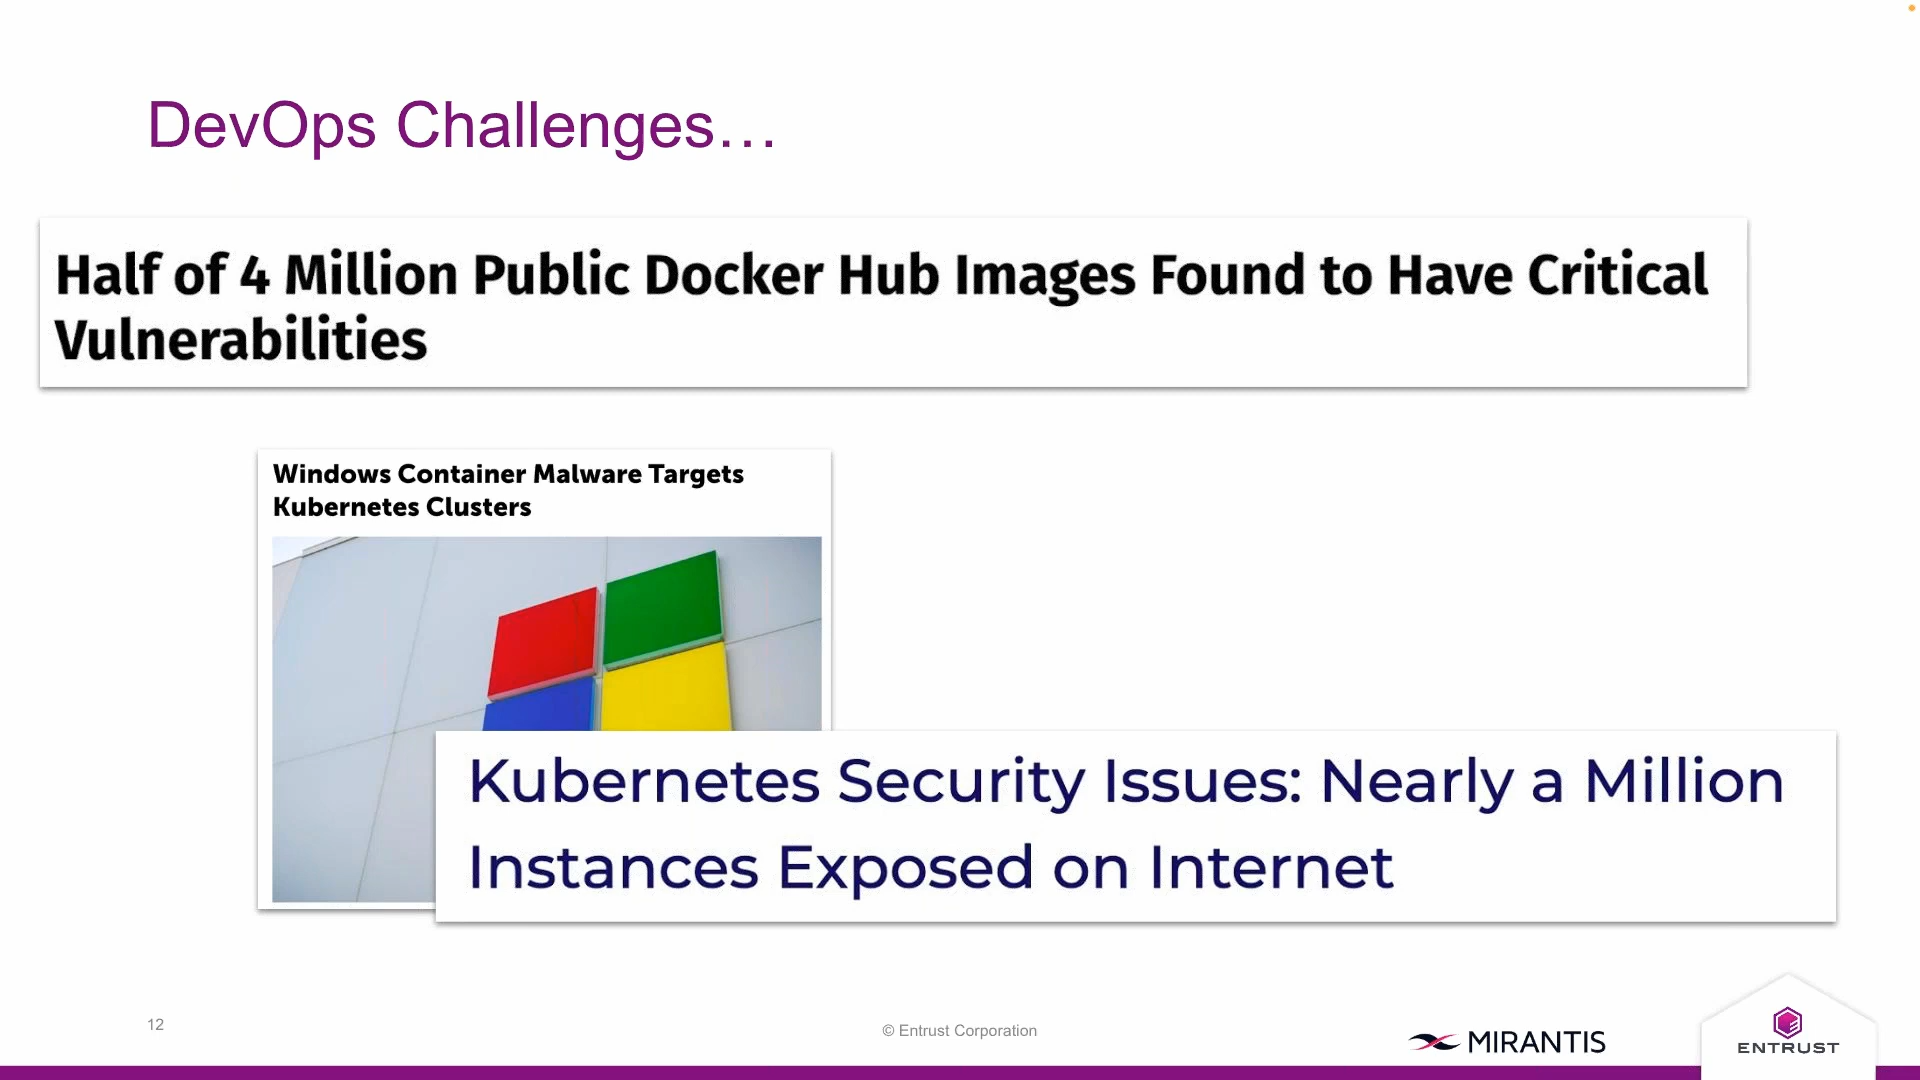 DevOps Challenges…
Half of 4 Million Public Docker Hub Images Found to Have Critical
Vulnerabilities
Windows Container Malware Targets
Kubernetes Clusters
Kubernetes Security Issues: Nearly a Million
Instances Exposed on Internet
12
© Entrust Corporation
MIRANTIS
ENTRUST